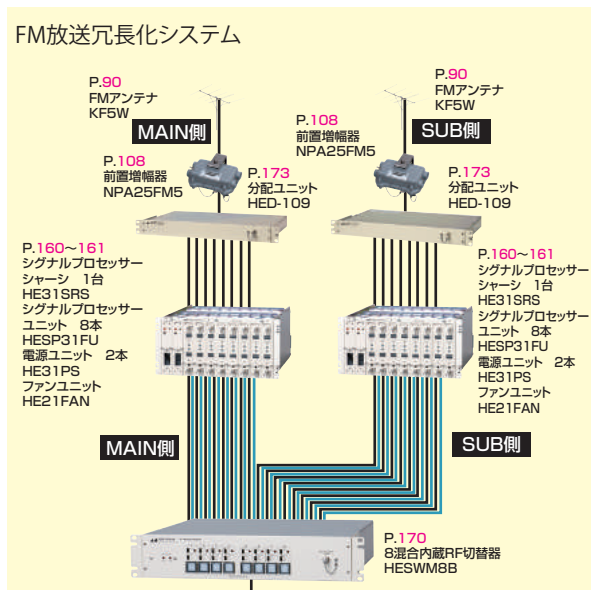 FM放送冗長化システム
P.90
FMアンテナ
KF5W
MAIN側
P.108
前置増幅器
NPA25FM5
P.173
分配ユニット
HED-109
P.160～161
シグナルプロセッサー
シャーシ 1台
HE31SRS
シグナルプロセッサー
ユニット 8本
HESP31FU
電源ユニット 2本
HE31PS
ファンユニット
HE21FAN
MAIN側
P.90
FMアンテナ
KF5W
P.108
前置増幅器
NPA25FM5
SUB側
P.173
分配ユニット
HED-109
P.160～161
シグナルプロセッサー
シャーシ 1台
HE31SRS
シグナルプロセッサー
ユニット 8本
HESP31FU
電源ユニット 2本
HE31PS
ファンユニット
HE21FAN
SUB側
P.170
8混合内蔵RF切替器
HESWM8B